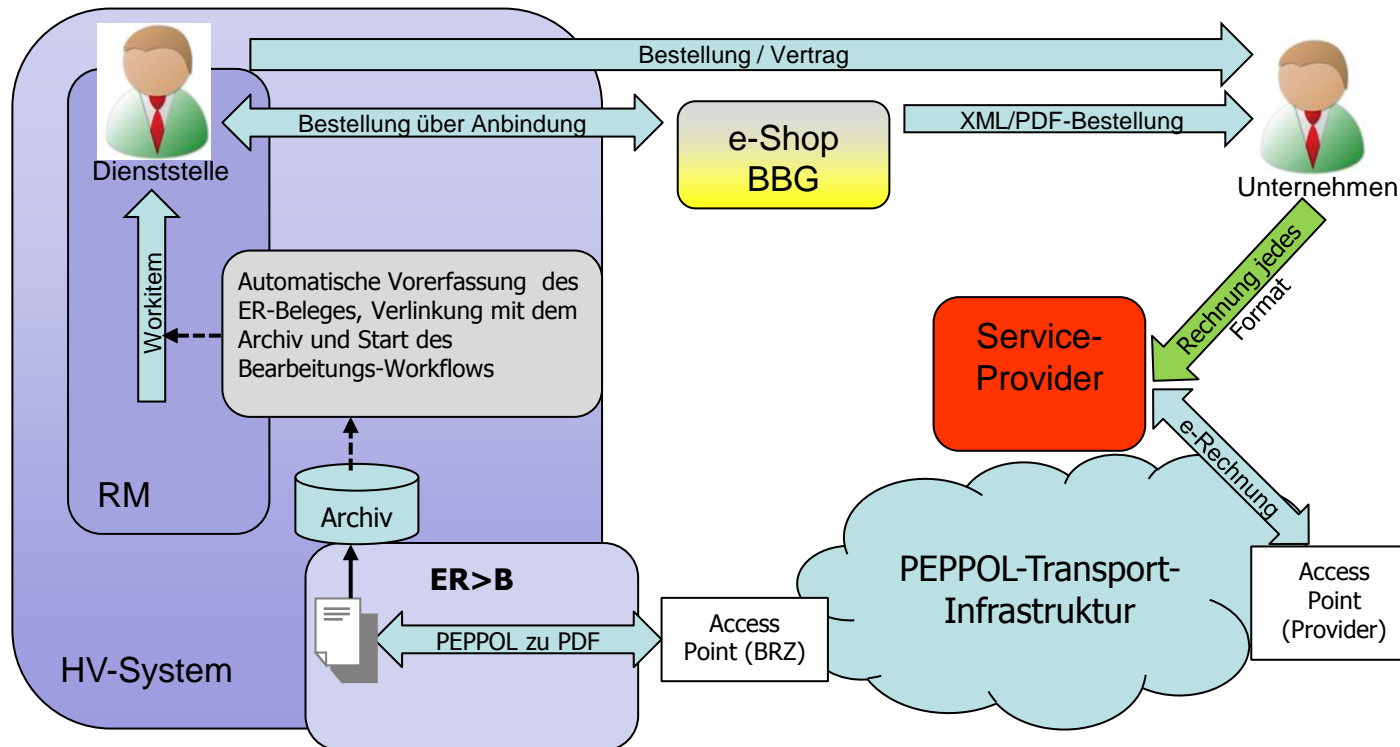 Bestellung / Vertrag
Bestellung über Anbindung
e-Shop
BBG
XML/PDF-Bestellung
Dienststelle
Unternehmen
Workitem
Automatische Vorerfassung des
ER-Beleges, Verlinkung mit dem
Archiv und Start des
Bearbeitungs-Workflows
Rechnung jedes
Format
Service-
Provider
e-Rechnung
RM
Archiv
ER>B
PEPPOL zu PDF
Access
Point (BRZ)
PEPPOL-Transport-
Infrastruktur
Access
Point
(Provider)
HV-System